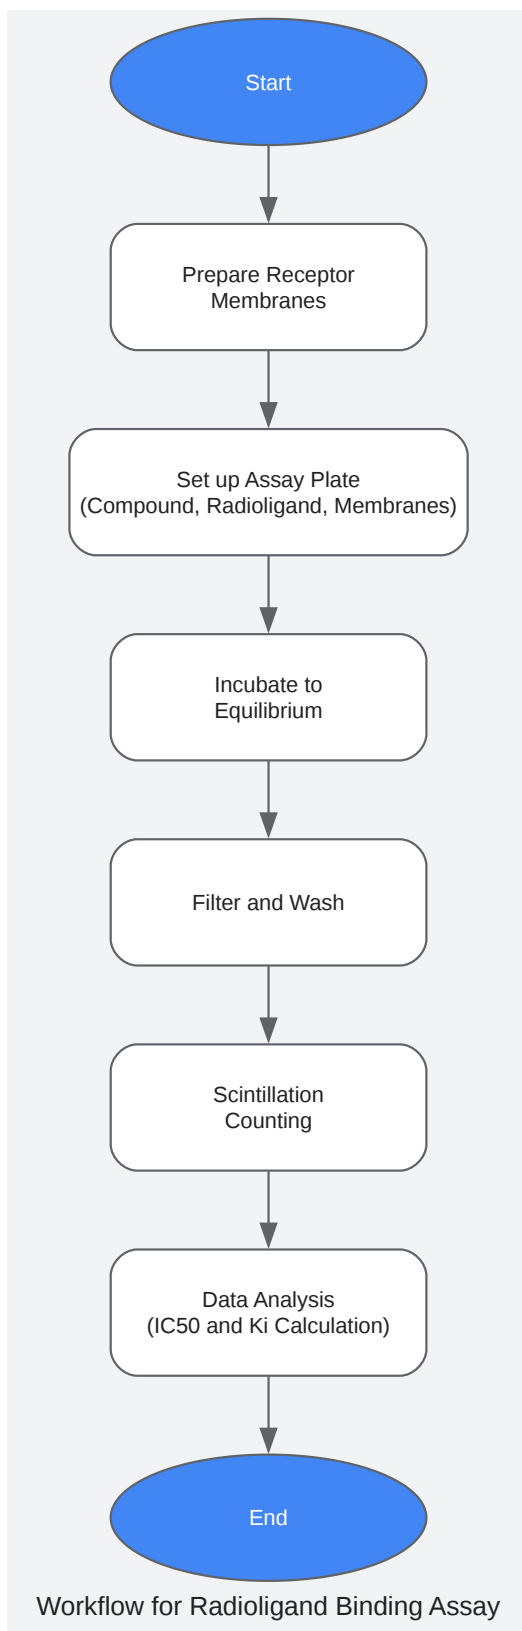 Start
Prepare Receptor
Membranes
Set up Assay Plate
(Compound, Radioligand, Membranes)
Incubate to
Equilibrium
Filter and Wash
Scintillation
Counting
Data Analysis
(IC50 and Ki Calculation)
End
Workflow for Radioligand Binding Assay